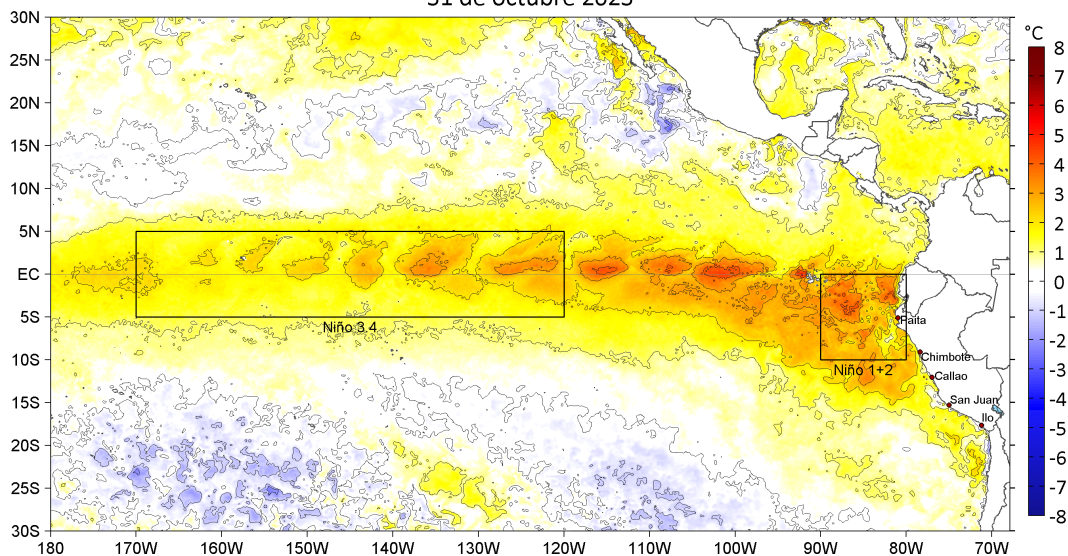 31 de octubre 2023
30N
25N
20N
15N
10N
5N
EC
5S
10S
15S
20S
25S
30S
180
170W
160W
150W
140W
130W
120W
110W
100W
90W
80W
70W
Niño 3.4
Niño 1+2
Paita
Chimbote
Callao
San Juan
Ilo
°C
8
7
6
5
4
3
2
1
0
-1
-2
-3
-4
-5
-6
-7
-8